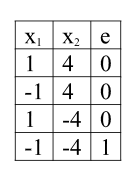 x₁ x₂ e
1 4 0
-1 4 0
1 -4 0
-1 -4 1